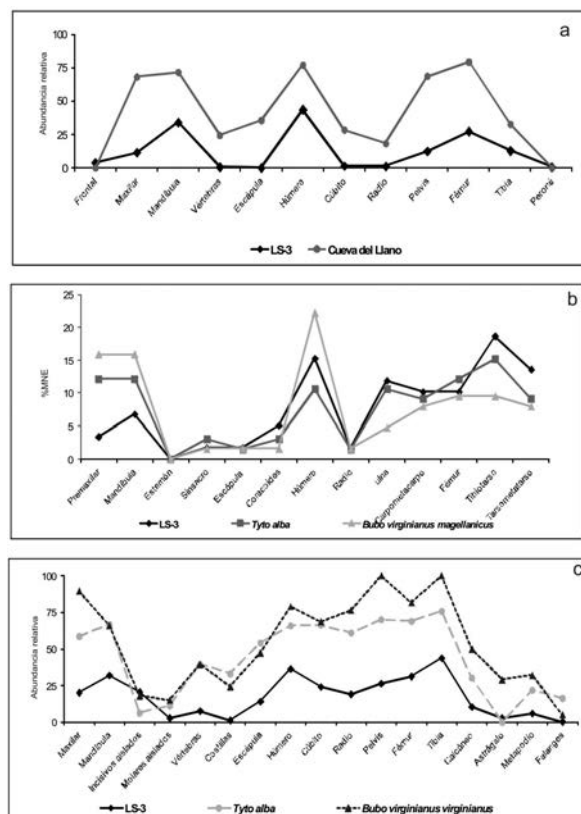 a
Abundancia relativa
100
75
50
25
0
Frontal
Maxilar
Mandíbula
Vértebras
Escápula
Húmero
Cúbito
Radio
Pelvis
Fémur
Tibia
Peroné
LS-3
Cueva del Llano
b
%MNE
25
20
15
10
5
0
Premaxilar
Mandíbula
Esternón
Sinsacro
Escápula
Coracoides
Húmero
Radio
Ulna
Carpometacarpo
Fémur
Tibiotarso
Tarsometatarso
LS-3
Tyto alba
Bubo virginianus magellanicus
c
Abundancia relativa
100
75
50
25
0
Maxilar
Mandíbula
Incisivos aislados
Molares aislados
Vértebras
Costillas
Escápula
Húmero
Cúbito
Radio
Pelvis
Fémur
Tibia
Calcáneo
Astrágalo
Metapodio
Falanges
LS-3
Tyto alba
Bubo virginianus virginianus